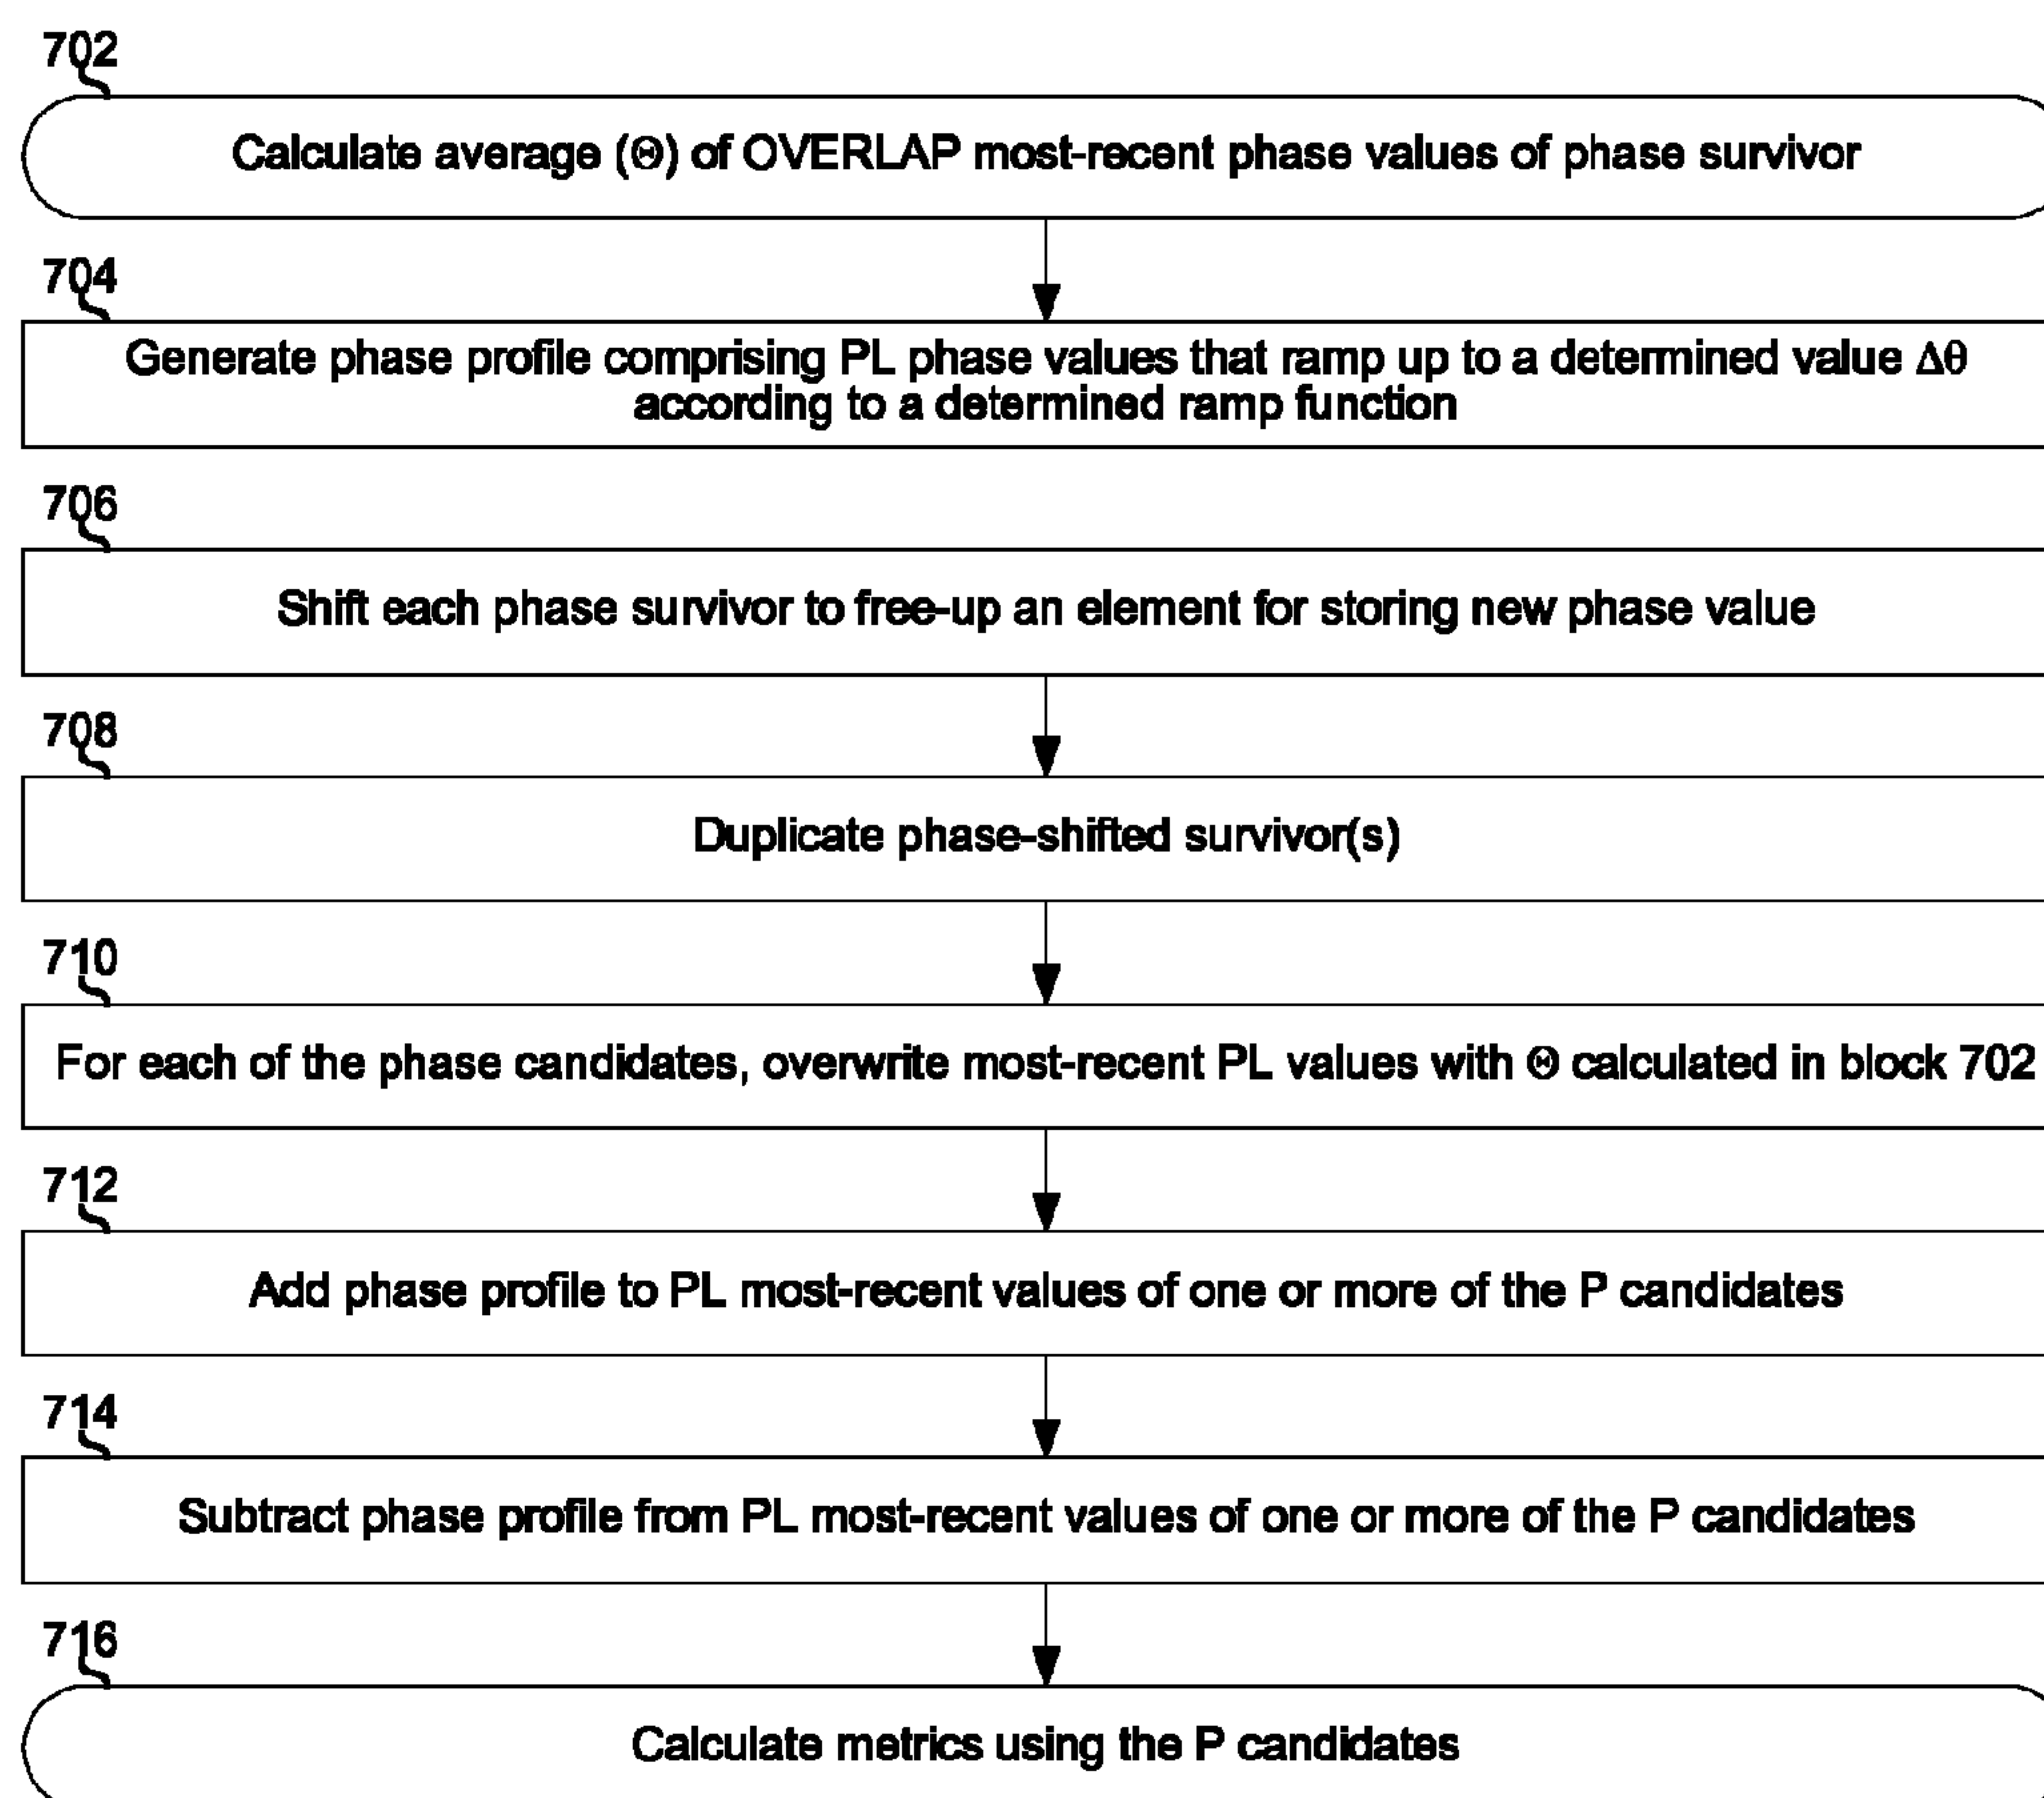 702
Calculate average (Θ) of OVERLAP most-recent phase values of phase survivor
704
Generate phase profile comprising PL phase values that ramp up to a determined value Δθ
according to a determined ramp function
706
Shift each phase survivor to free-up an element for storing new phase value
708
Duplicate phase-shifted survivor(s)
710
For each of the phase candidates, overwrite most-recent PL values with Θ calculated in block 702
712
Add phase profile to PL most-recent values of one or more of the P candidates
714
Subtract phase profile from PL most-recent values of one or more of the P candidates
716
Calculate metrics using the P candidates